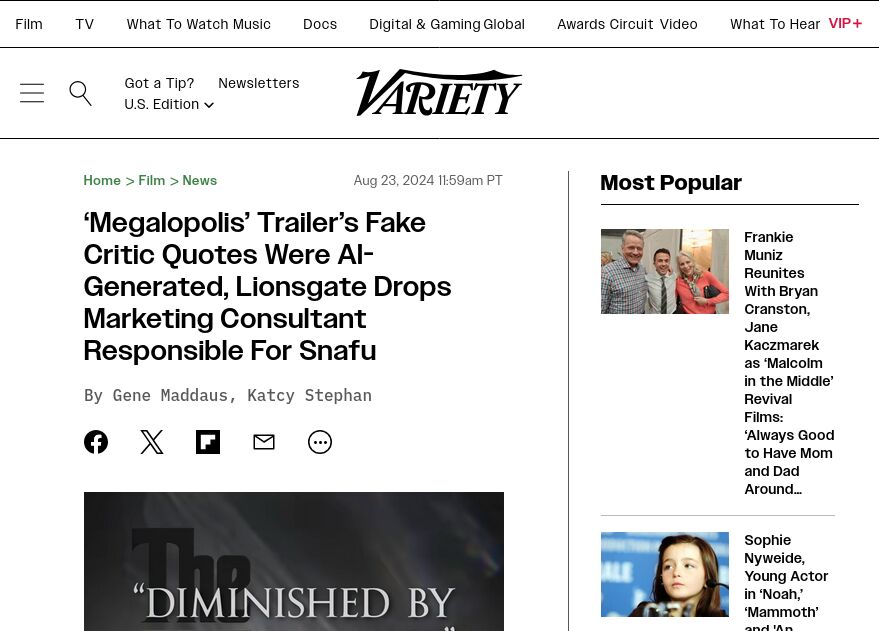 Film TV What To Watch Music Docs Digital & Gaming Global Awards Circuit Video What To Hear VIP+
Got a Tip? Newsletters
U.S. Edition
VARIETY
Home > Film > News
Aug 23, 2024 11:59am PT
‘Megalopolis’ Trailer’s Fake
Critic Quotes Were AI-
Generated, Lionsgate Drops
Marketing Consultant
Responsible For Snafu
By Gene Maddaus, Katcy Stephan
The
“DIMINISHED BY
Most Popular
Frankie
Muniz
Reunites
With Bryan
Cranston,
Jane
Kaczmarek
as ‘Malcolm
in the Middle’
Revival
Films:
‘Always Good
to Have Mom
and Dad
Around…
Sophie
Nyweide,
Young Actor
in ‘Noah,’
‘Mammoth’
and 'An